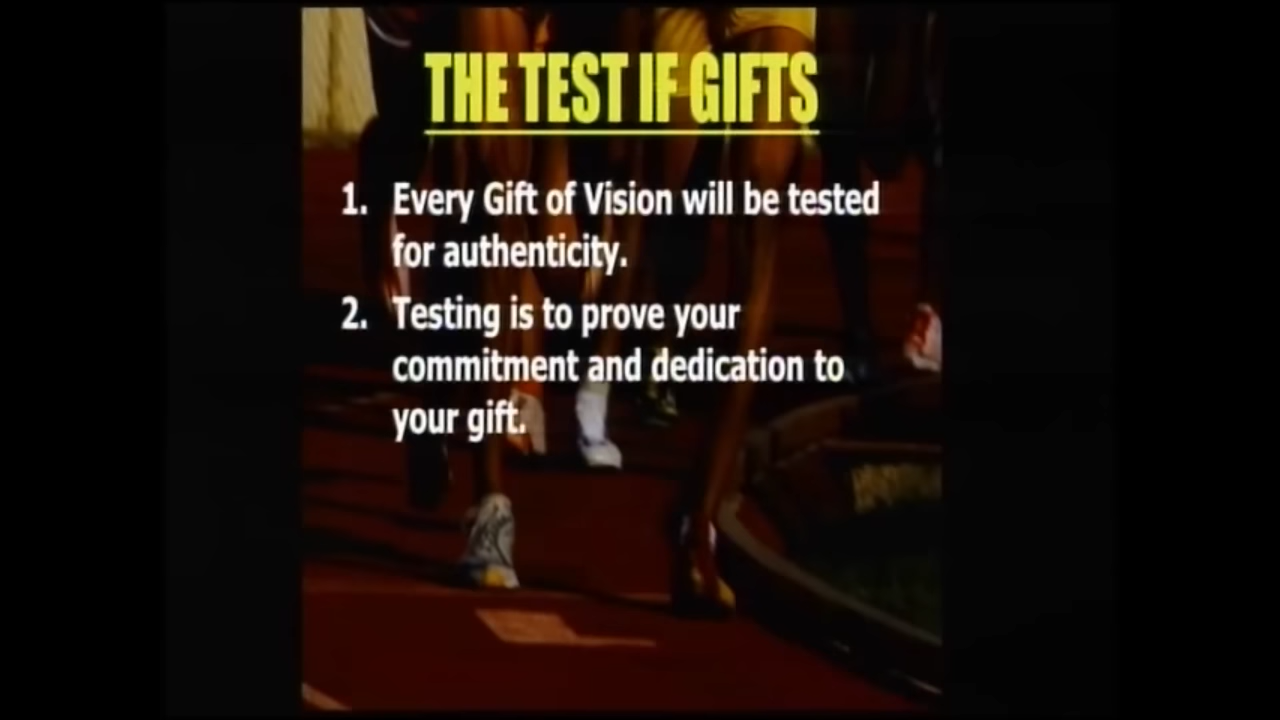 THE TEST IF GIFTS
1. Every Gift of Vision will be tested
for authenticity.
2. Testing is to prove your
commitment and dedication to
your gift.